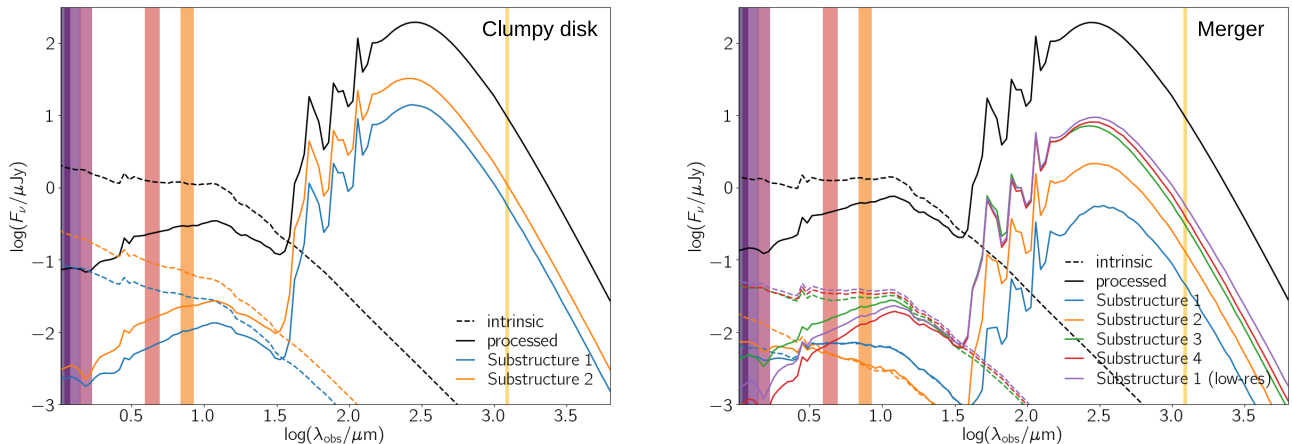 Clumpy disk
2
1
0
−1
−2
−3
log(F_ν/μJy)
intrinsic
processed
Substructure 1
Substructure 2
0.5 1.0 1.5 2.0 2.5 3.0 3.5
log(λ_obs/μm)
Merger
2
1
0
−1
−2
−3
log(F_ν/μJy)
intrinsic
processed
Substructure 1
Substructure 2
Substructure 3
Substructure 4
Substructure 1 (low-res)
0.5 1.0 1.5 2.0 2.5 3.0 3.5
log(λ_obs/μm)